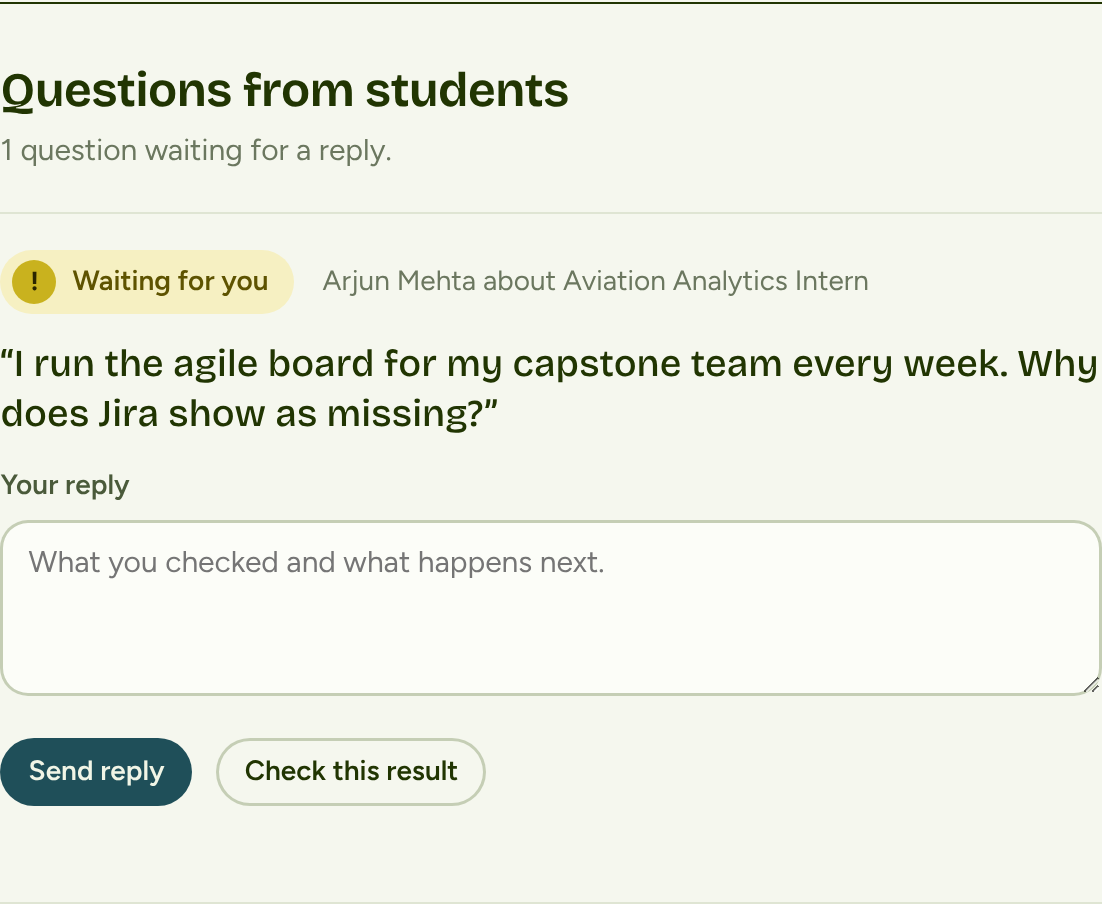 Questions from students
1 question waiting for a reply.
! Waiting for you Arjun Mehta about Aviation Analytics Intern
“I run the agile board for my capstone team every week. Why
does Jira show as missing?”
Your reply
What you checked and what happens next.
Send reply Check this result